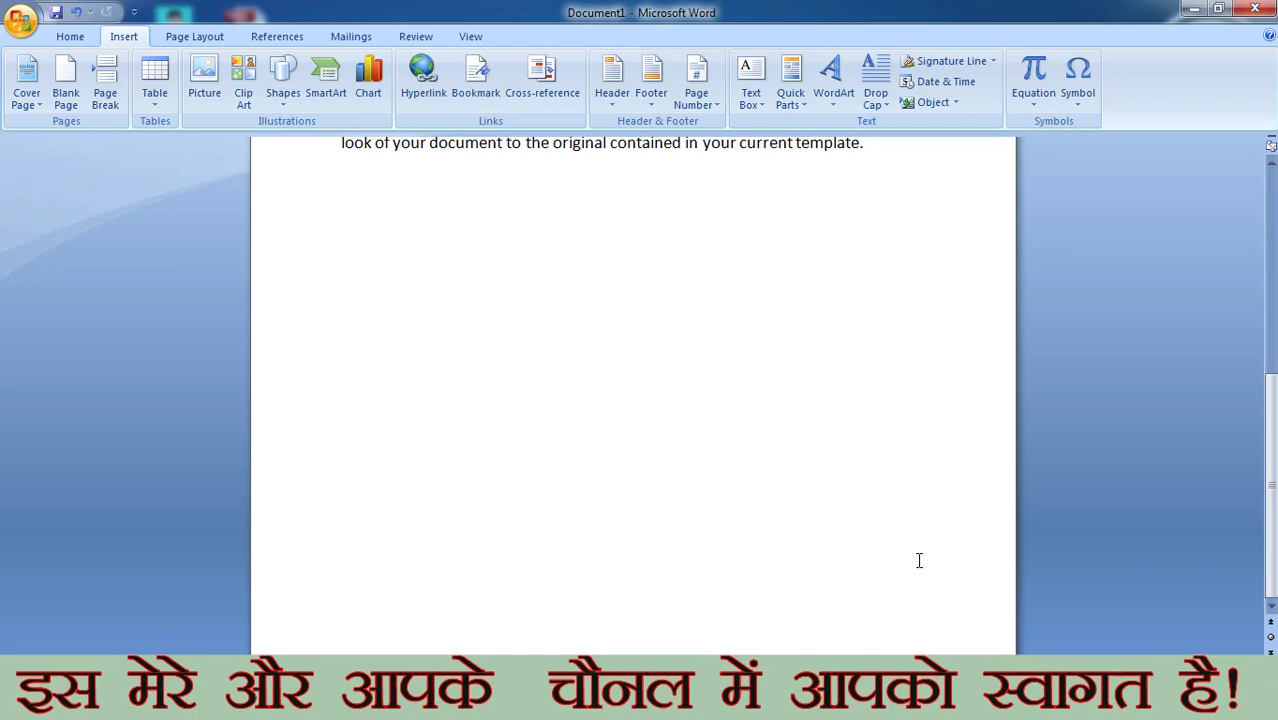 Document1 - Microsoft Word
Home Insert Page Layout References Mailings Review View
Cover Page Blank Page Page Break Table Picture Clip Art Shapes SmartArt Chart Hyperlink Bookmark Cross-reference Header Footer Page Number Text Box Quick Parts WordArt Drop Cap Signature Line Date & Time Object Equation Symbol
Pages Tables Illustrations Links Header & Footer Text Symbols
look of your document to the original contained in your current template.
इस मेरे और आपके चौनल में आपको स्वागत है!